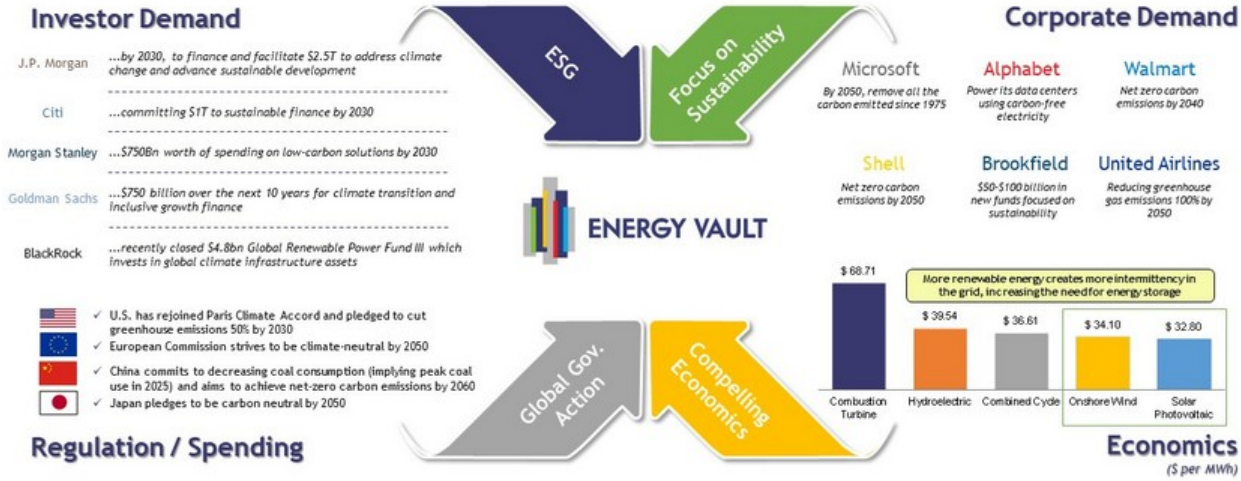 Investor Demand
J.P. Morgan
...by 2030, to finance and facilitate $2.5T to address climate
change and advance sustainable development
Citi
...committing $1T to sustainable finance by 2030
Morgan Stanley
...$750Bn worth of spending on low-carbon solutions by 2030
Goldman Sachs
...$750 billion over the next 10 years for climate transition and
inclusive growth finance
BlackRock
...recently closed $4.8bn Global Renewable Power Fund III which
invests in global climate infrastructure assets
ESG
Focus on
Sustainability
Corporate Demand
Microsoft
By 2050, remove all the
carbon emitted since 1975
Alphabet
Power its data centers
using carbon-free
electricity
Walmart
Net zero carbon
emissions by 2040
Shell
Net zero carbon
emissions by 2050
Brookfield
$50-$100 billion in
new funds focused on
sustainability
United Airlines
Reducing greenhouse
gas emissions 100% by
2050
ENERGY VAULT
✓ U.S. has rejoined Paris Climate Accord and pledged to cut
greenhouse emissions 50% by 2030
✓ European Commission strives to be climate-neutral by 2050
✓ China commits to decreasing coal consumption (implying peak coal
use in 2025) and aims to achieve net-zero carbon emissions by 2060
✓ Japan pledges to be carbon neutral by 2050
Regulation / Spending
Global Gov.
Action
Compelling
Economics
More renewable energy creates more intermittency in
the grid, increasing the need for energy storage
$ 68.71
$ 39.54
$ 36.61
$ 34.10
$ 32.80
Combustion
Turbine
Hydroelectric
Combined Cycle
Onshore Wind
Solar
Photovoltaic
Economics
($ per MWh)